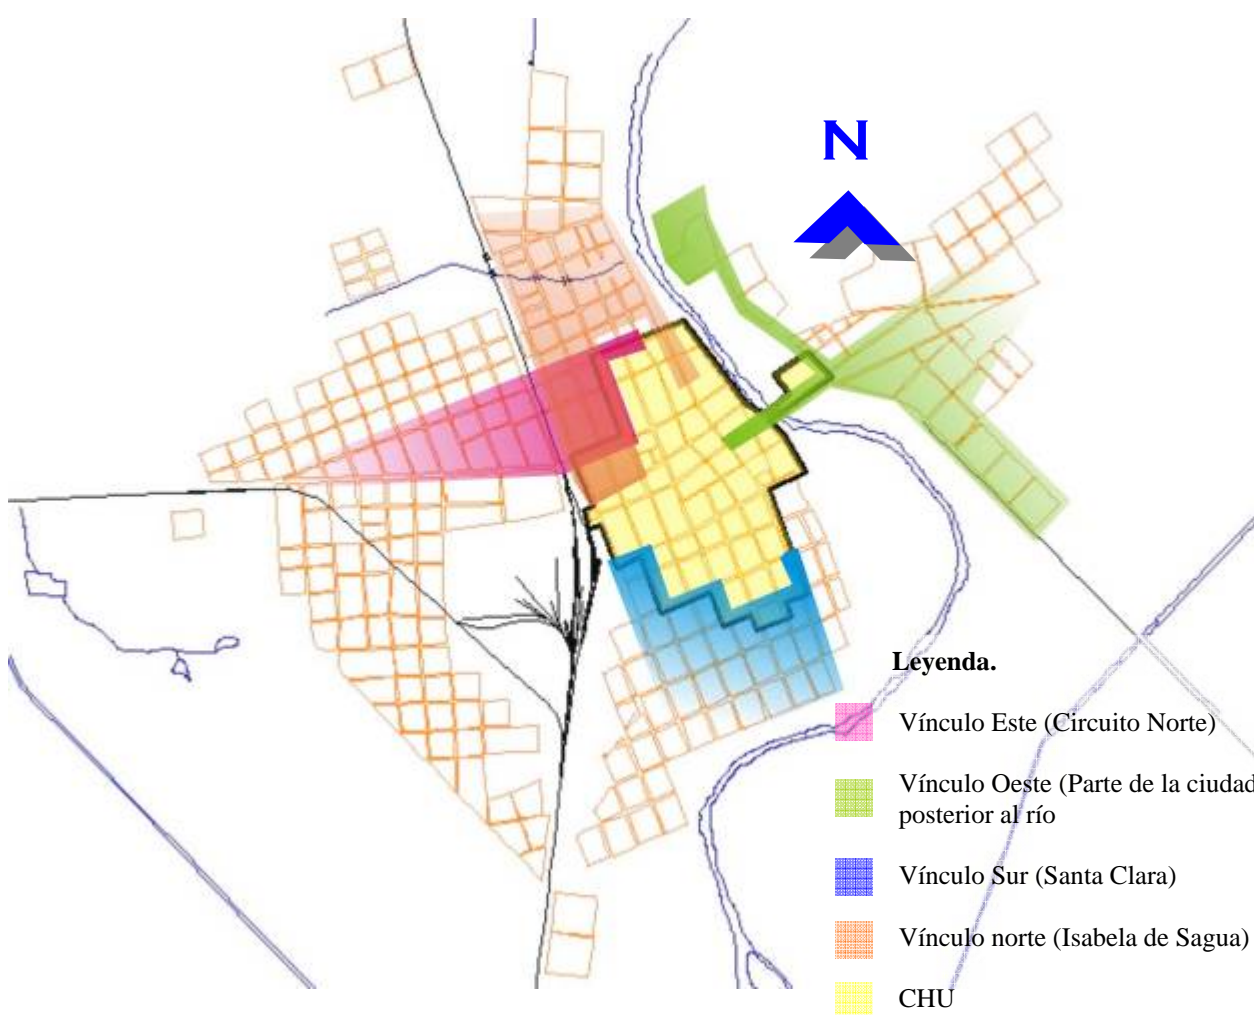 N
Leyenda.
Vínculo Este (Circuito Norte)
Vínculo Oeste (Parte de la ciudad
posterior al río
Vínculo Sur (Santa Clara)
Vínculo norte (Isabela de Sagua)
CHU